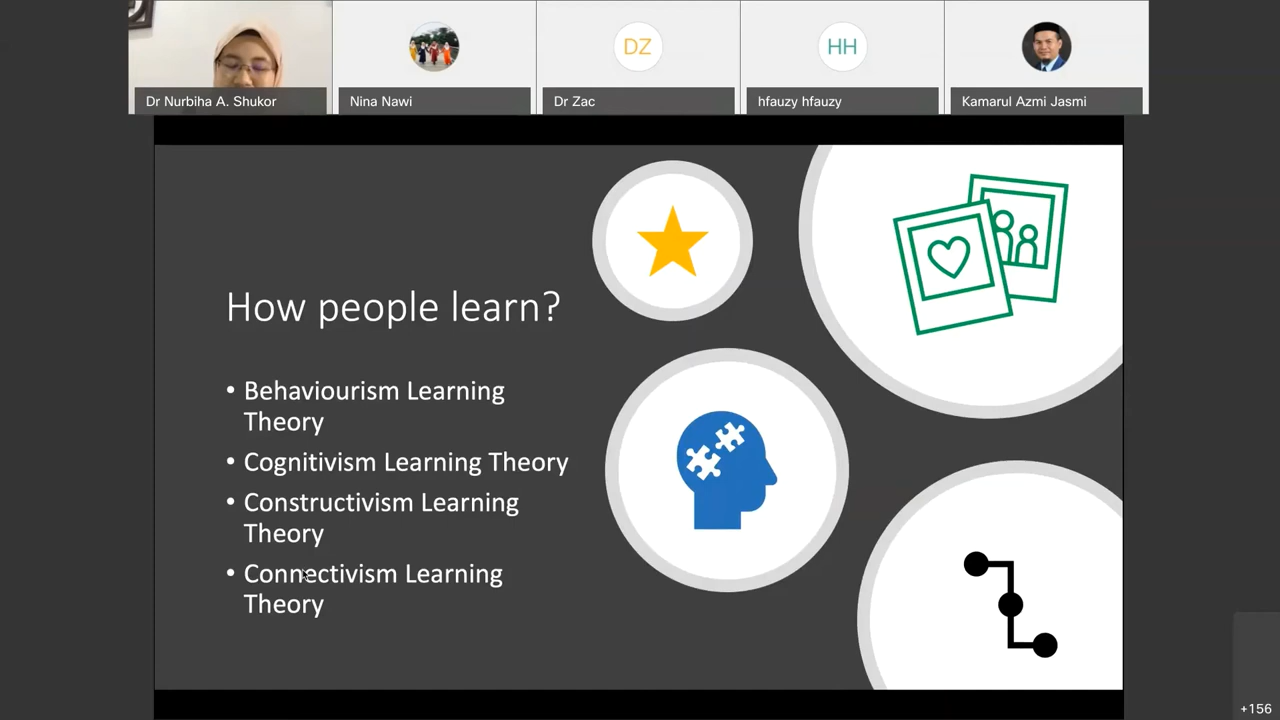 Dr Nurbiha A. Shukor
Nina Nawi
DZ
Dr Zac
HH
hfauzy hfauzy
Kamarul Azmi Jasmi
How people learn?
• Behaviourism Learning
Theory
• Cognitivism Learning Theory
• Constructivism Learning
Theory
• Connectivism Learning
Theory
+156